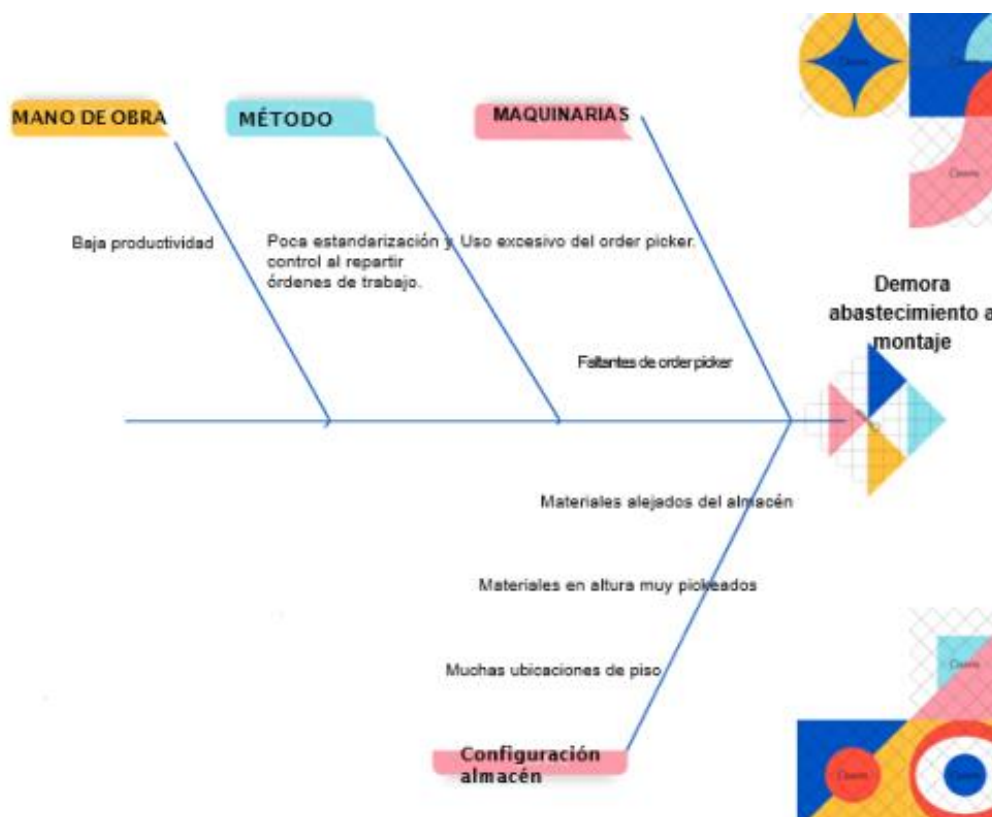 MANO DE OBRA
MÉTODO
MAQUINARIAS
Baja productividad
Poca estandarización y
control al repartir
órdenes de trabajo.
Uso excesivo del order picker.
Faltantes de order picker
Demora
abastecimiento a
montaje
Materiales alejados del almacén
Materiales en altura muy pickeados
Muchas ubicaciones de piso
Configuración
almacén